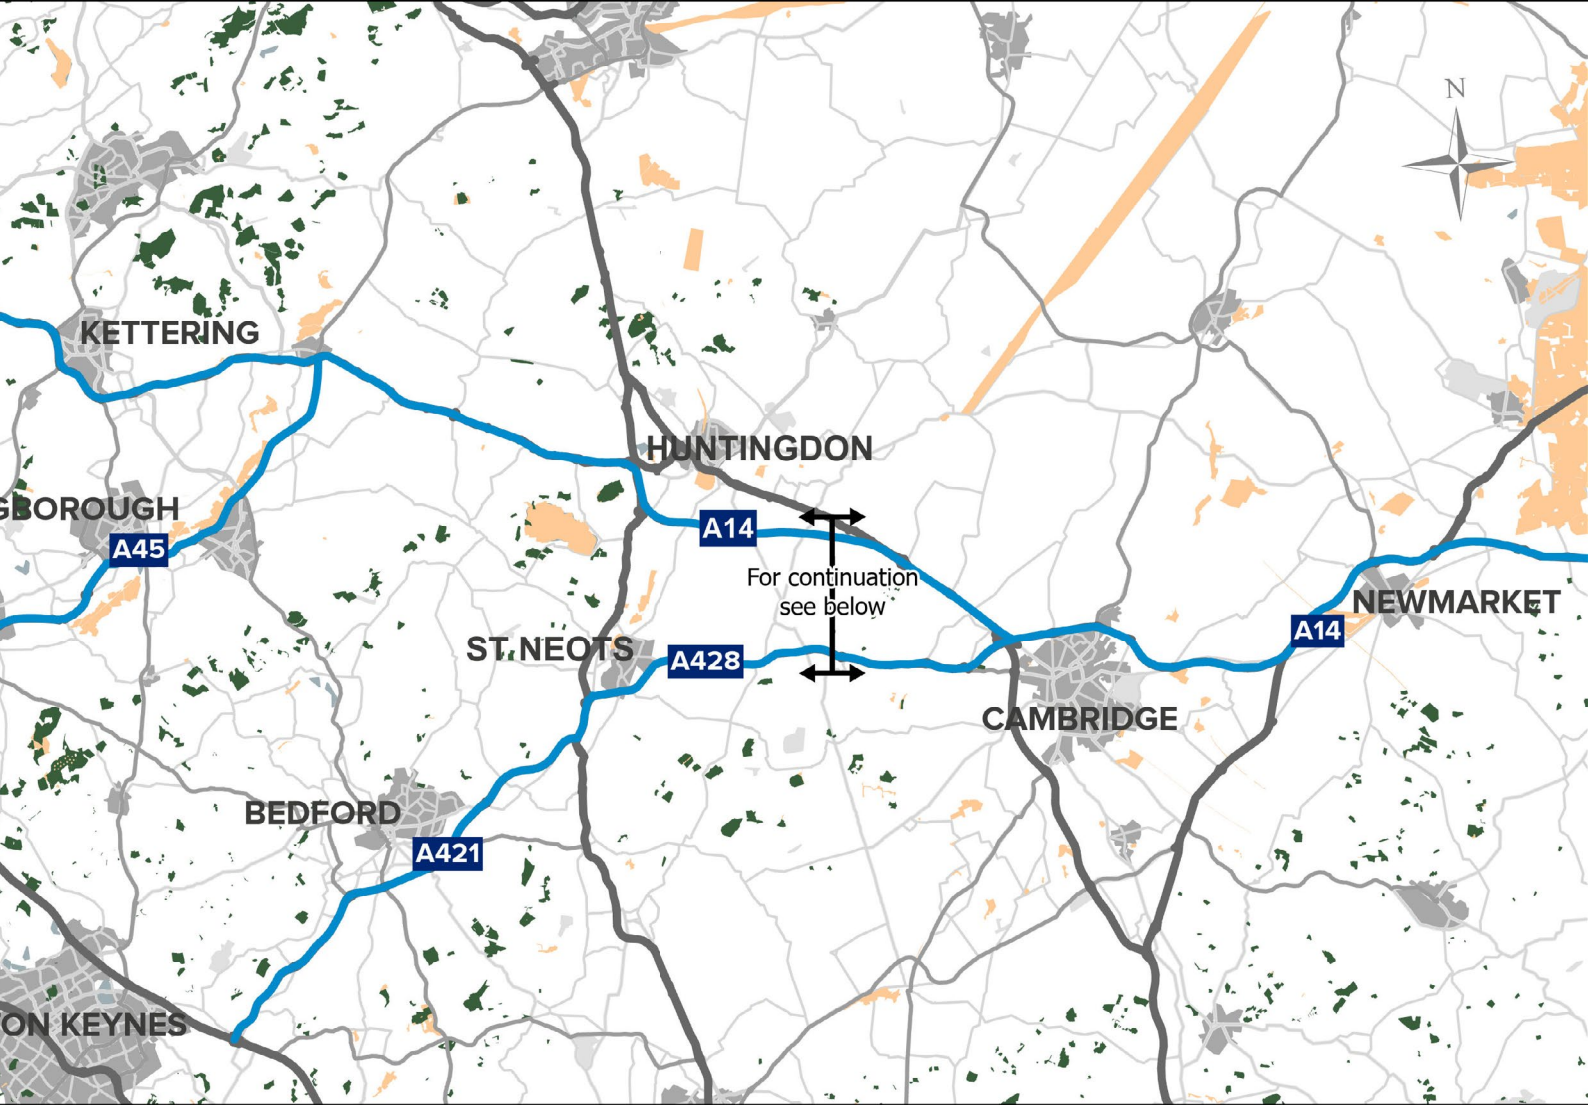 N
KETTERING
HUNTINGDON
GBOROUGH
A14
A45
For continuation
see below
NEWMARKET
A14
ST. NEOTS
A428
CAMBRIDGE
BEDFORD
A421
ON KEYNES